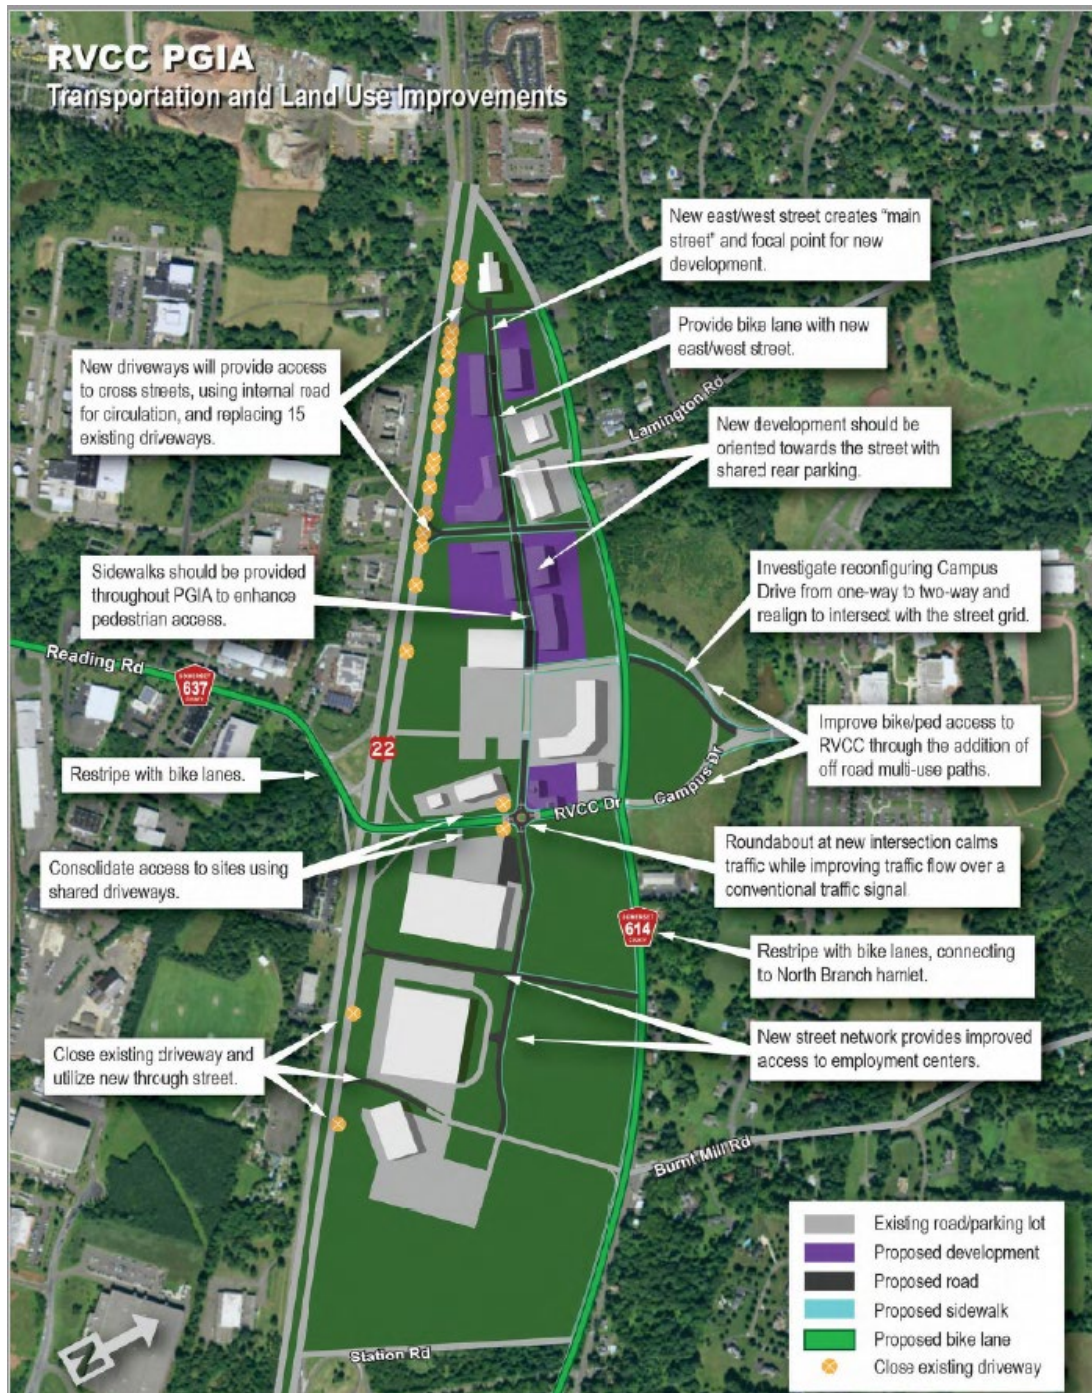 RVCC PGIA
Transportation and Land Use Improvements
New east/west street creates "main
street" and focal point for new
development.
Provide bike lane with new
east/west street.
Lamington Rd
New driveways will provide access
to cross streets, using internal road
for circulation, and replacing 15
existing driveways.
New development should be
oriented towards the street with
shared rear parking.
Sidewalks should be provided
throughout PGIA to enhance
pedestrian access.
Investigate reconfiguring Campus
Drive from one-way to two-way and
realign to intersect with the street grid.
Reading Rd
SOMERSET
637
COUNTY
22
Improve bike/ped access to
RVCC through the addition of
off road multi-use paths.
Restripe with bike lanes.
Campus Dr
RVCC Dr
Consolidate access to sites using
shared driveways.
Roundabout at new intersection calms
traffic while improving traffic flow over a
conventional traffic signal.
SOMERSET
614
COUNTY
Restripe with bike lanes, connecting
to North Branch hamlet.
Close existing driveway and
utilize new through street.
New street network provides improved
access to employment centers.
Burnt Mill Rd
Station Rd
N
Existing road/parking lot
Proposed development
Proposed road
Proposed sidewalk
Proposed bike lane
Close existing driveway